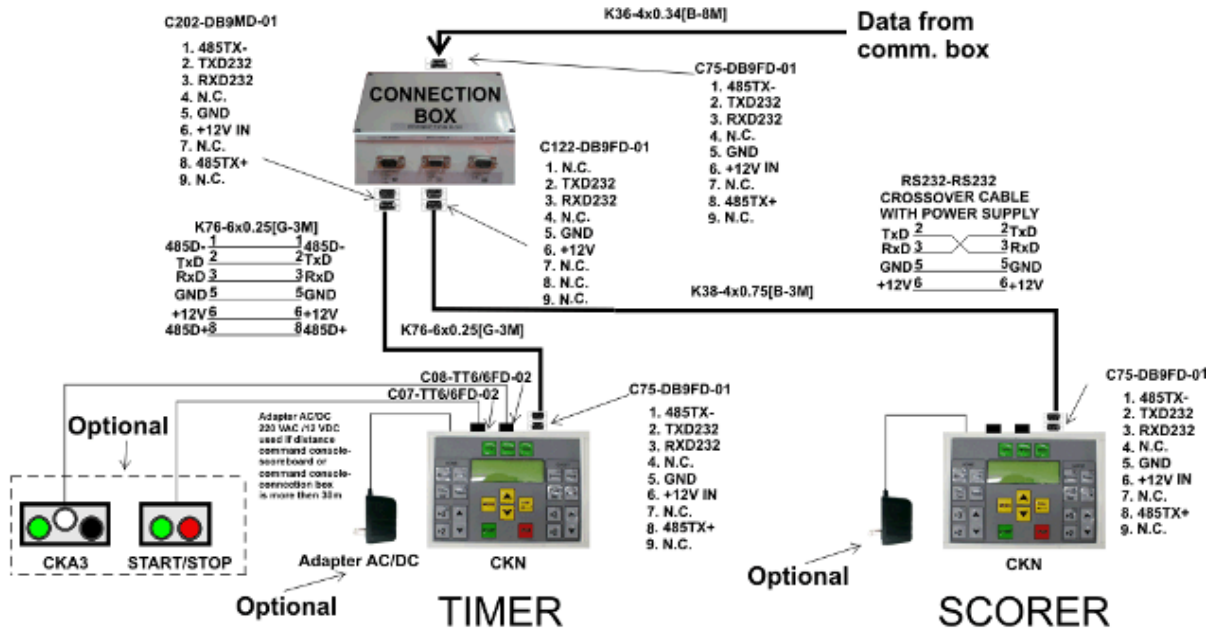 K36-4x0.34[B-8M]
Data from
comm. box
C202-DB9MD-01
1. 485TX-
2. TXD232
3. RXD232
4. N.C.
5. GND
6. +12V IN
7. N.C.
8. 485TX+
9. N.C.
CONNECTION
BOX
C75-DB9FD-01
1. 485TX-
2. TXD232
3. RXD232
4. N.C.
5. GND
6. +12V IN
7. N.C.
8. 485TX+
9. N.C.
C122-DB9FD-01
1. N.C.
2. TXD232
3. RXD232
4. N.C.
5. GND
6. +12V
7. N.C.
8. N.C.
9. N.C.
RS232-RS232
CROSSOVER CABLE
WITH POWER SUPPLY
TxD 2 2 TxD
RxD 3 3 RxD
GND 5 5 GND
+12V 6 6 +12V
K76-6x0.25[G-3M]
485D- 1 1 485D-
TxD 2 2 TxD
RxD 3 3 RxD
GND 5 5 GND
+12V 6 6 +12V
485D+ 8 8 485D+
K38-4x0.75[B-3M]
K76-6x0.25[G-3M]
C08-TT6/6FD-02
C07-TT6/6FD-02
Optional
Adapter AC/DC
220 VAC /12 VDC
used if distance
command console-
scoreboard or
command console-
connection box
is more then 30m
C75-DB9FD-01
1. 485TX-
2. TXD232
3. RXD232
4. N.C.
5. GND
6. +12V IN
7. N.C.
8. 485TX+
9. N.C.
C75-DB9FD-01
1. 485TX-
2. TXD232
3. RXD232
4. N.C.
5. GND
6. +12V IN
7. N.C.
8. 485TX+
9. N.C.
CKA3
START/STOP
Adapter AC/DC
CKN
CKN
Optional
Optional
TIMER
SCORER